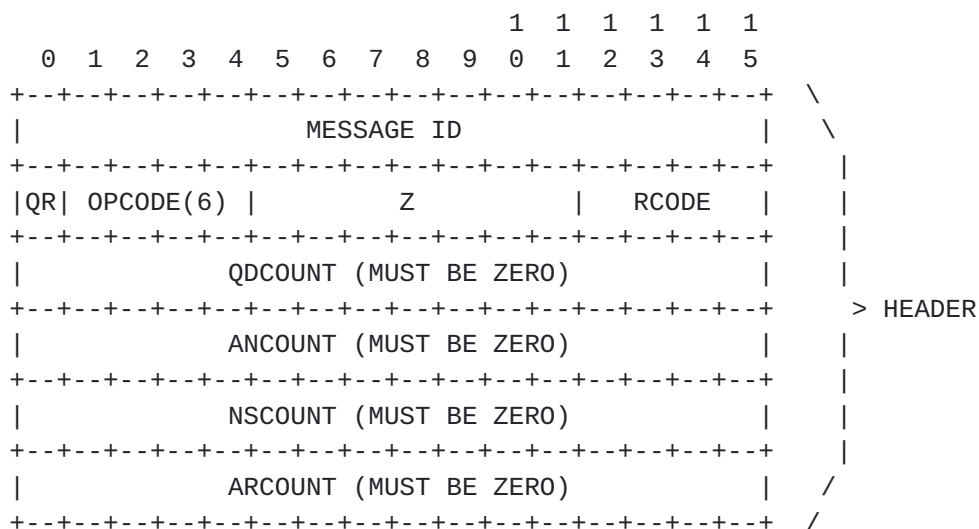 1 1 1 1 1 1
0 1 2 3 4 5 6 7 8 9 0 1 2 3 4 5
+--+--+--+--+--+--+--+--+--+--+--+--+--+--+--+--+ \
| MESSAGE ID | \
+--+--+--+--+--+--+--+--+--+--+--+--+--+--+--+--+ |
|QR| OPCODE(6) | Z | RCODE | |
+--+--+--+--+--+--+--+--+--+--+--+--+--+--+--+--+ |
| QDCOUNT (MUST BE ZERO) | |
+--+--+--+--+--+--+--+--+--+--+--+--+--+--+--+--+ > HEADER
| ANCOUNT (MUST BE ZERO) | |
+--+--+--+--+--+--+--+--+--+--+--+--+--+--+--+--+ |
| NSCOUNT (MUST BE ZERO) | |
+--+--+--+--+--+--+--+--+--+--+--+--+--+--+--+--+ |
| ARCOUNT (MUST BE ZERO) | /
+--+--+--+--+--+--+--+--+--+--+--+--+--+--+--+--+ /